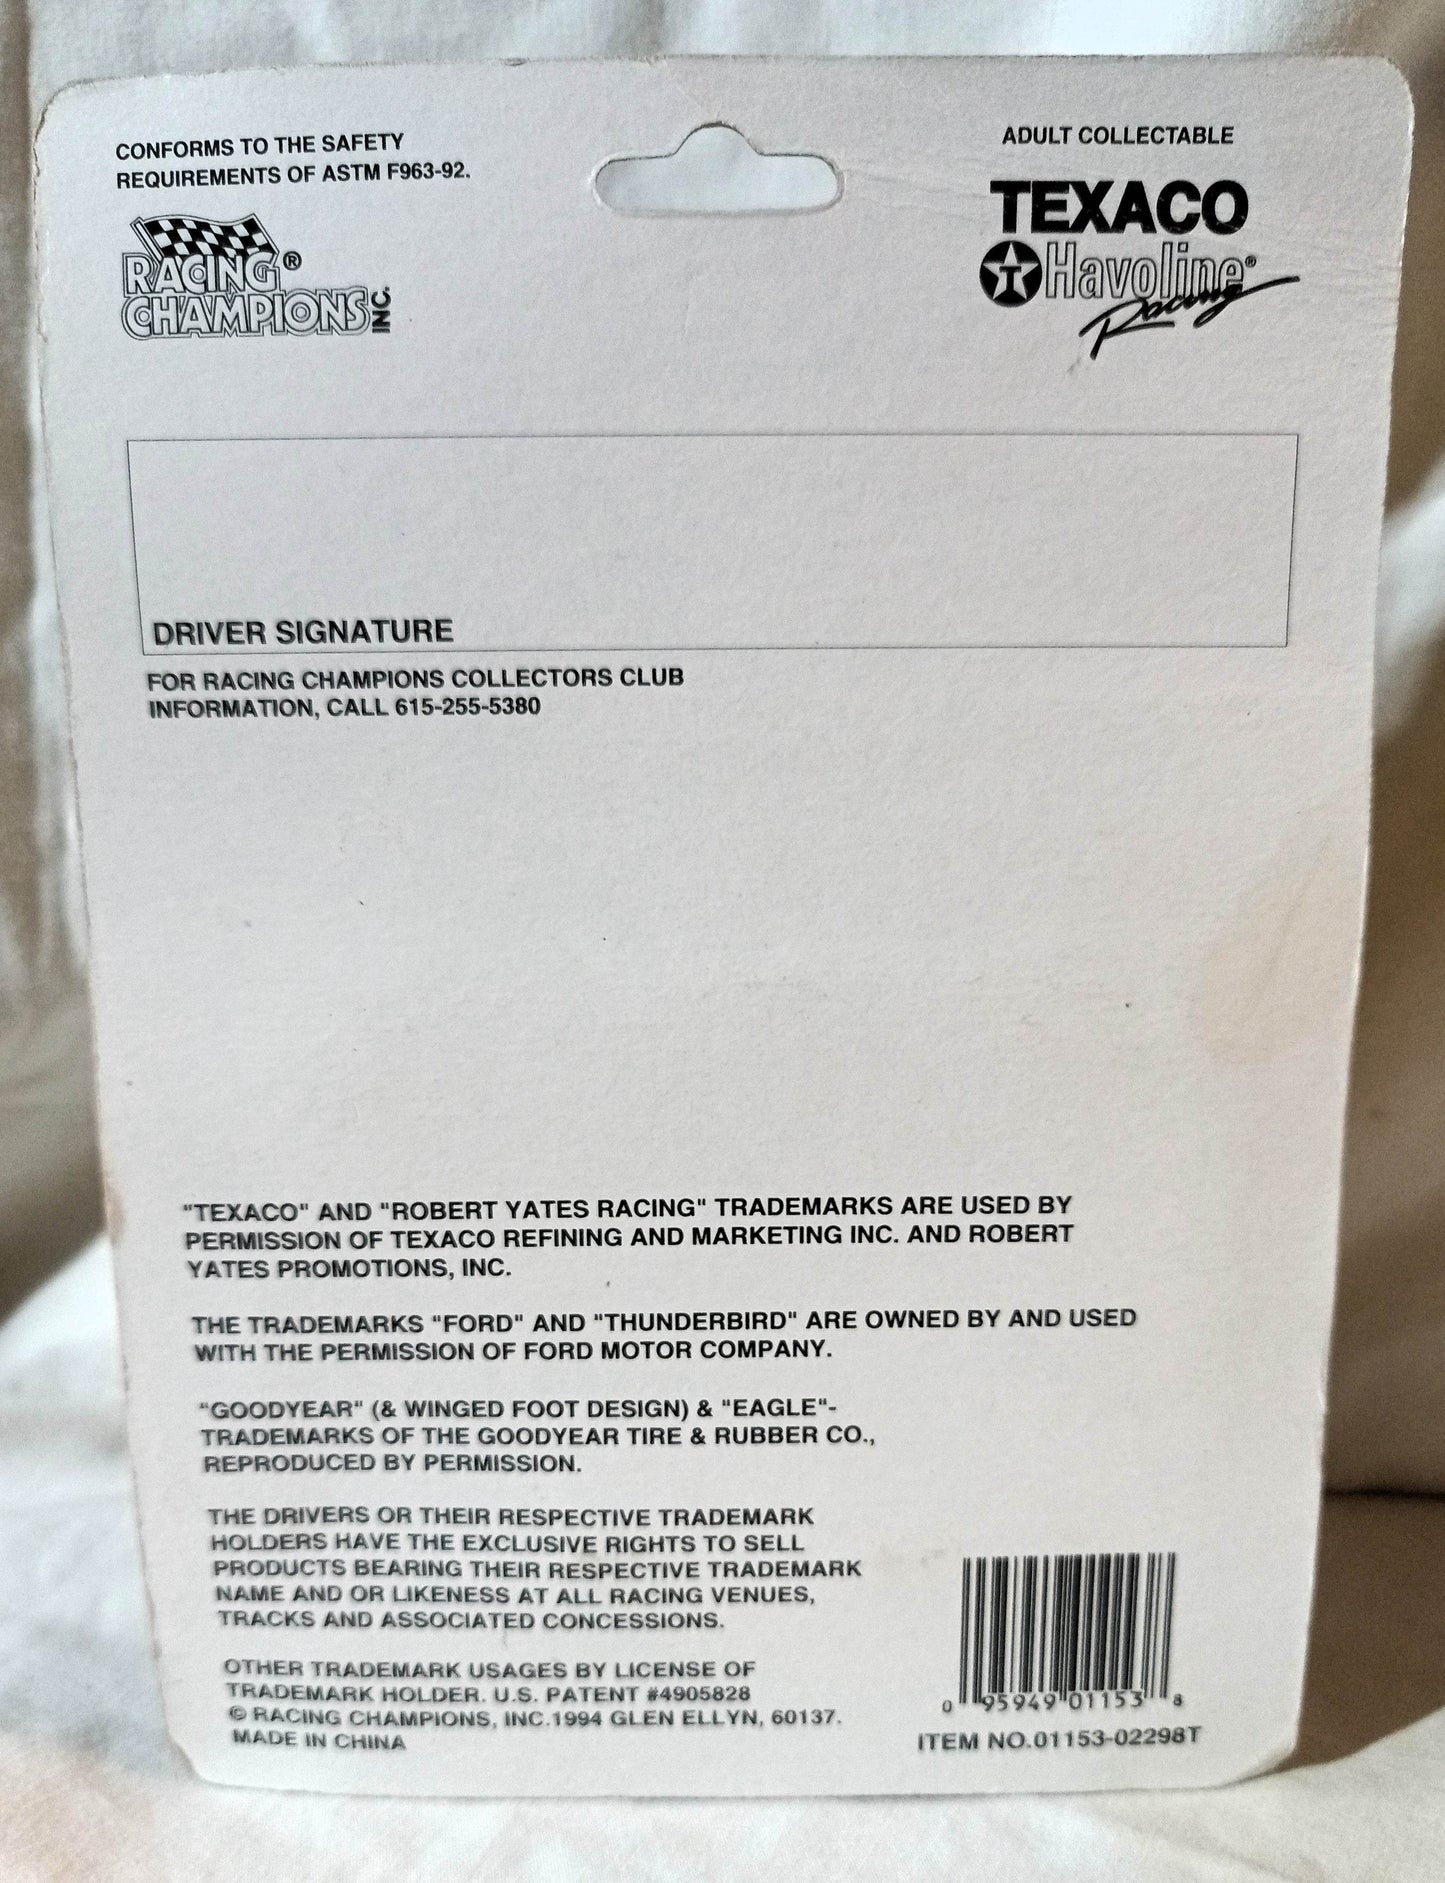 CONFORMS TO THE SAFETY
REQUIREMENTS OF ASTM F963-92.
RACING®
CHAMPIONS INC.
ADULT COLLECTABLE
TEXACO
T Havoline®
Racing
DRIVER SIGNATURE
FOR RACING CHAMPIONS COLLECTORS CLUB
INFORMATION, CALL 615-255-5380
"TEXACO" AND "ROBERT YATES RACING" TRADEMARKS ARE USED BY
PERMISSION OF TEXACO REFINING AND MARKETING INC. AND ROBERT
YATES PROMOTIONS, INC.
THE TRADEMARKS "FORD" AND "THUNDERBIRD" ARE OWNED BY AND USED
WITH THE PERMISSION OF FORD MOTOR COMPANY.
"GOODYEAR" (& WINGED FOOT DESIGN) & "EAGLE"-
TRADEMARKS OF THE GOODYEAR TIRE & RUBBER CO.,
REPRODUCED BY PERMISSION.
THE DRIVERS OR THEIR RESPECTIVE TRADEMARK
HOLDERS HAVE THE EXCLUSIVE RIGHTS TO SELL
PRODUCTS BEARING THEIR RESPECTIVE TRADEMARK
NAME AND OR LIKENESS AT ALL RACING VENUES,
TRACKS AND ASSOCIATED CONCESSIONS.
OTHER TRADEMARK USAGES BY LICENSE OF
TRADEMARK HOLDER. U.S. PATENT #4905828
© RACING CHAMPIONS, INC.1994 GLEN ELLYN, 60137.
MADE IN CHINA
0 95949 01153 8
ITEM NO.01153-02298T